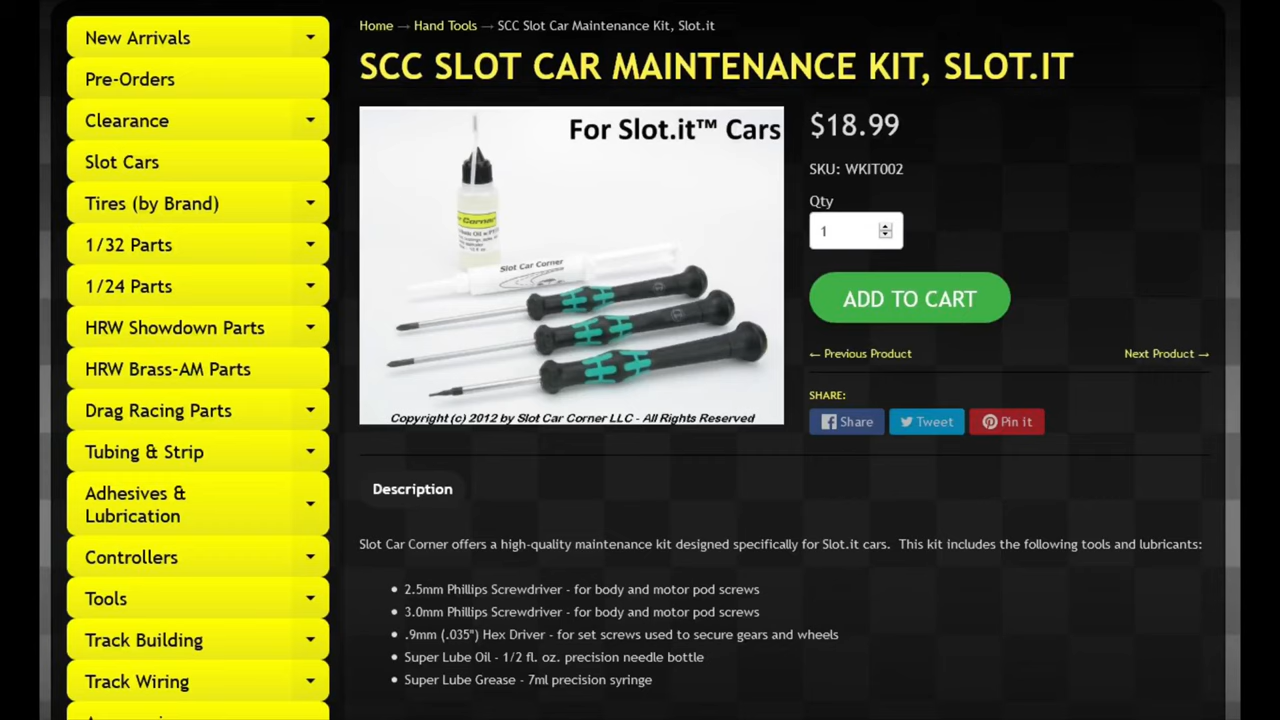 New Arrivals
Pre-Orders
Clearance
Slot Cars
Tires (by Brand)
1/32 Parts
1/24 Parts
HRW Showdown Parts
HRW Brass-AM Parts
Drag Racing Parts
Tubing & Strip
Adhesives &
Lubrication
Controllers
Tools
Track Building
Track Wiring
Home → Hand Tools → SCC Slot Car Maintenance Kit, Slot.it
SCC SLOT CAR MAINTENANCE KIT, SLOT.IT
For Slot.it™ Cars
Slot Car Corner
Copyright (c) 2012 by Slot Car Corner LLC - All Rights Reserved
$18.99
SKU: WKIT002
Qty
1
ADD TO CART
← Previous Product
Next Product →
SHARE:
Share
Tweet
Pin it
Description
Slot Car Corner offers a high-quality maintenance kit designed specifically for Slot.it cars. This kit includes the following tools and lubricants:
• 2.5mm Phillips Screwdriver - for body and motor pod screws
• 3.0mm Phillips Screwdriver - for body and motor pod screws
• .9mm (.035") Hex Driver - for set screws used to secure gears and wheels
• Super Lube Oil - 1/2 fl. oz. precision needle bottle
• Super Lube Grease - 7ml precision syringe